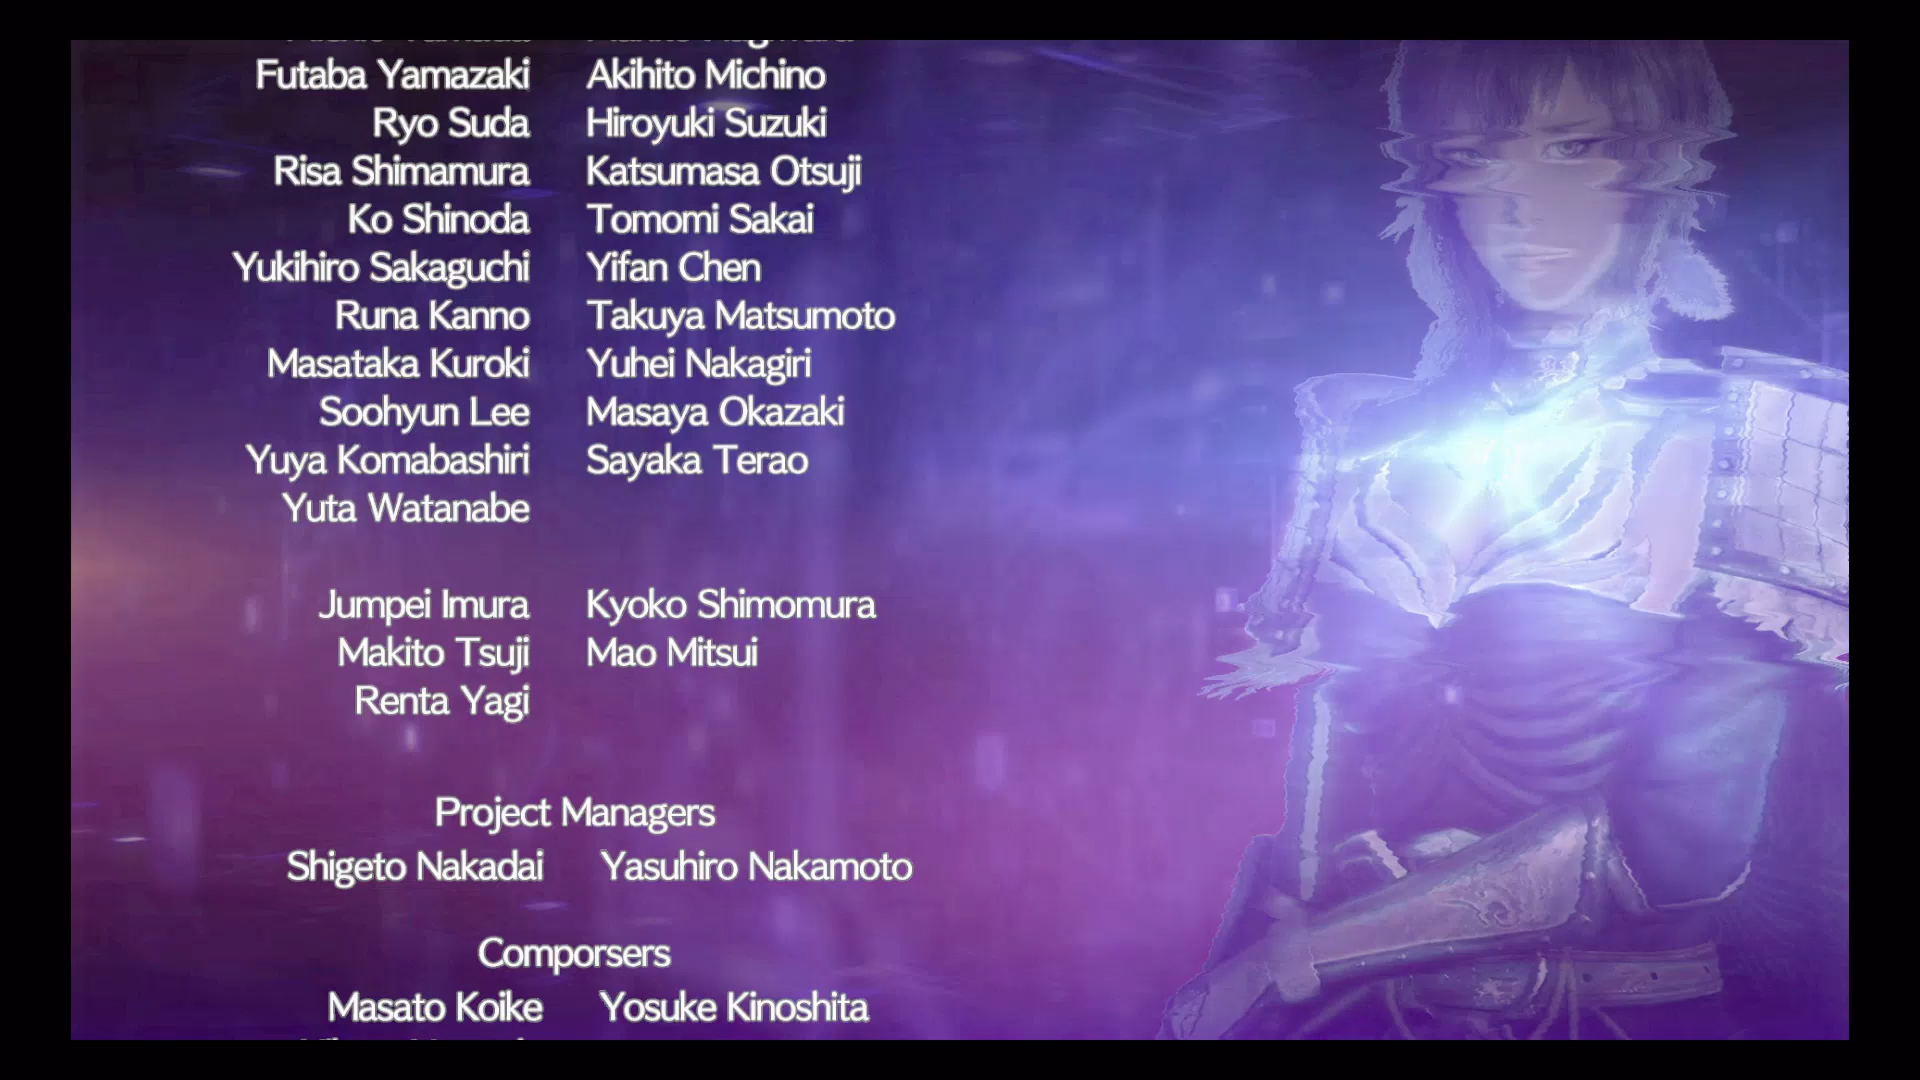 Futaba Yamazaki Akihito Michino
Ryo Suda Hiroyuki Suzuki
Risa Shimamura Katsumasa Otsuji
Ko Shinoda Tomomi Sakai
Yukihiro Sakaguchi Yifan Chen
Runa Kanno Takuya Matsumoto
Masataka Kuroki Yuhei Nakagiri
Soohyun Lee Masaya Okazaki
Yuya Komabashiri Sayaka Terao
Yuta Watanabe
Jumpei Imura Kyoko Shimomura
Makito Tsuji Mao Mitsui
Renta Yagi
Project Managers
Shigeto Nakadai Yasuhiro Nakamoto
Comporsers
Masato Koike Yosuke Kinoshita